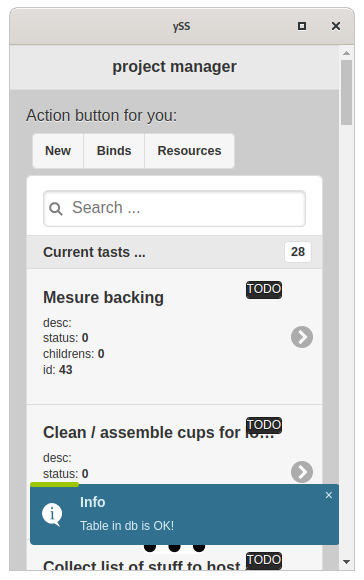 ySS
project manager
Action button for you:
New Binds Resources
Search ...
Current tasts ... 28
TODO
Mesure backing
desc:
status: 0
childrens: 0
id: 43
TODO
Clean / assemble cups for lo...
desc:
status: 0
Info
×
Table in db is OK!
TODO
Collect list of stuff to host